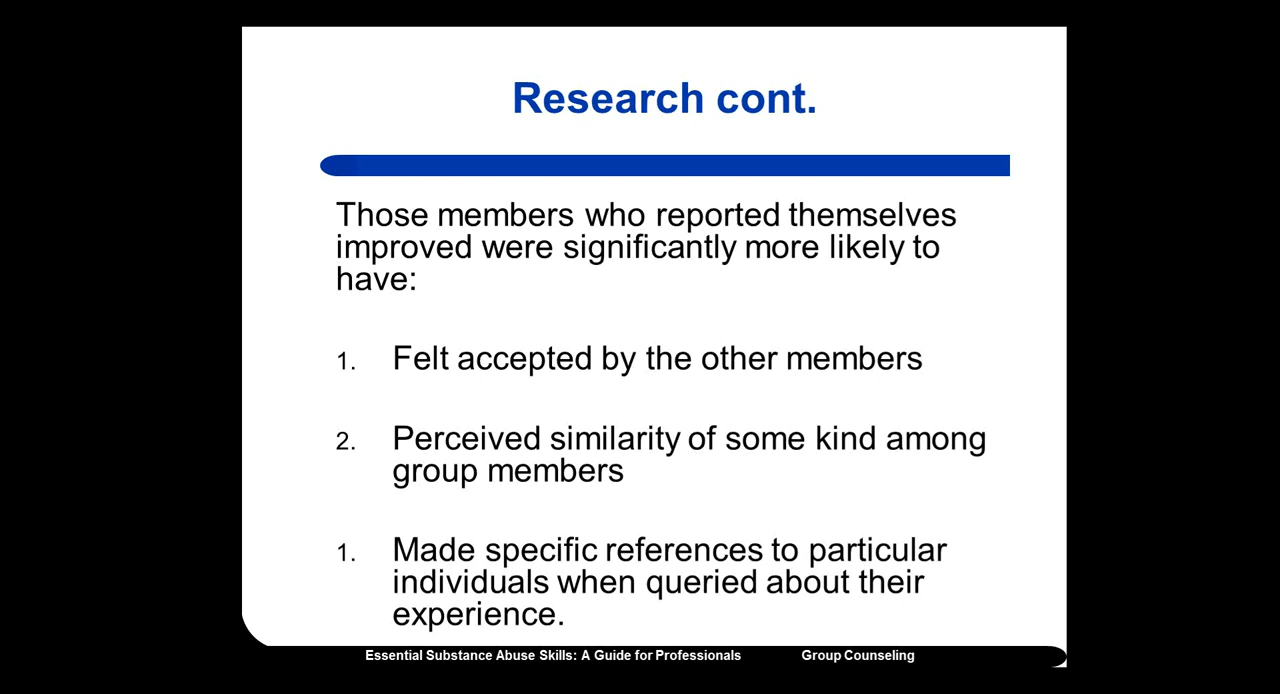 Research cont.
Those members who reported themselves
improved were significantly more likely to
have:
1. Felt accepted by the other members
2. Perceived similarity of some kind among
group members
1. Made specific references to particular
individuals when queried about their
experience.
Essential Substance Abuse Skills: A Guide for Professionals Group Counseling